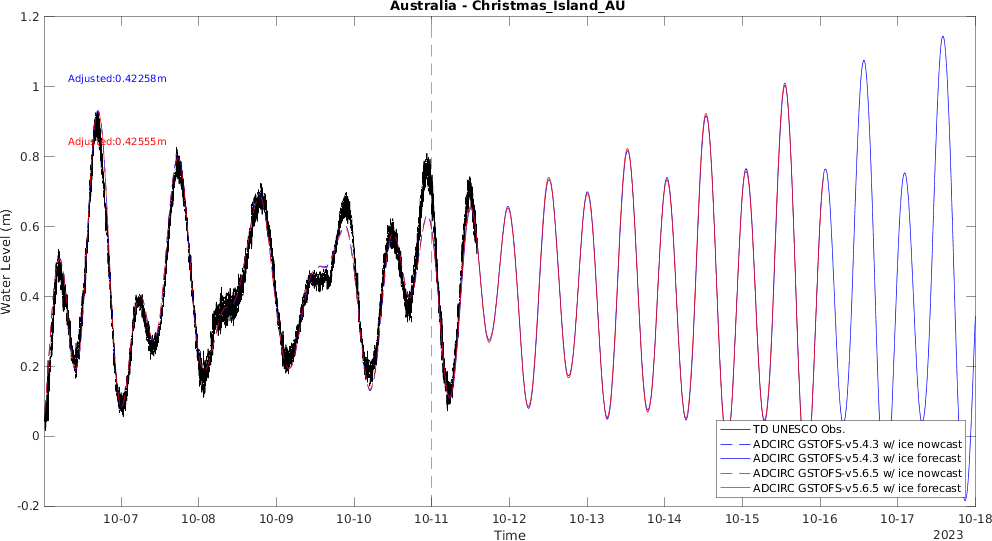 Australia - Christmas_Island_AU
1.2
1
0.8
0.6
0.4
0.2
0
-0.2
Water Level (m)
Adjusted:0.42258m
Adjusted:0.42555m
TD UNESCO Obs.
ADCIRC GSTOFS-v5.4.3 w/ ice nowcast
ADCIRC GSTOFS-v5.4.3 w/ ice forecast
ADCIRC GSTOFS-v5.6.5 w/ ice nowcast
ADCIRC GSTOFS-v5.6.5 w/ ice forecast
10-07 10-08 10-09 10-10 10-11 10-12 10-13 10-14 10-15 10-16 10-17 10-18
Time
2023